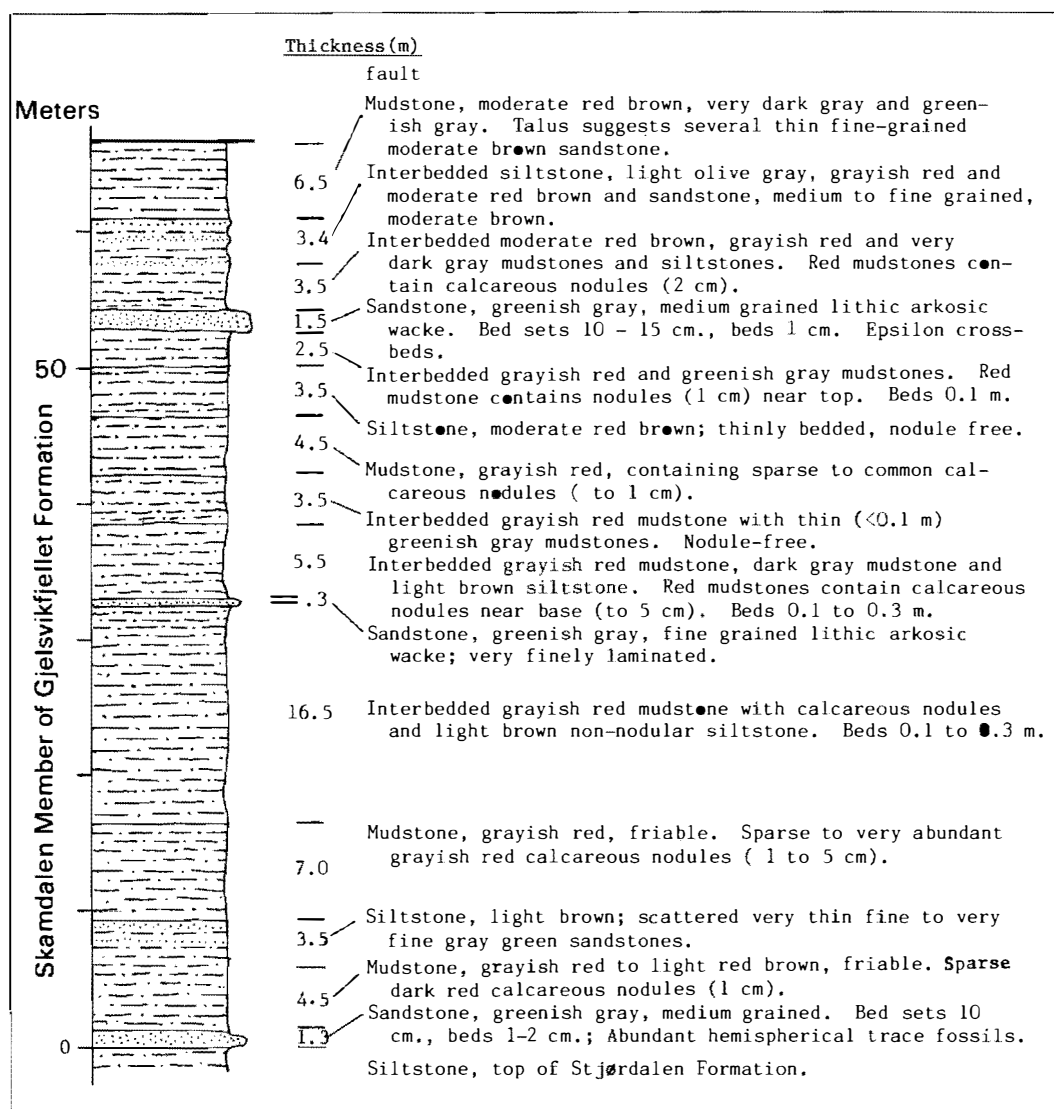 Thickness(m)
fault
Meters
Mudstone, moderate red brown, very dark gray and green-
ish gray. Talus suggests several thin fine-grained
moderate brown sandstone.
6.5
Interbedded siltstone, light olive gray, grayish red and
moderate red brown and sandstone, medium to fine grained,
moderate brown.
3.4
Interbedded moderate red brown, grayish red and very
dark gray mudstones and siltstones. Red mudstones con-
tain calcareous nodules (2 cm).
3.5
Sandstone, greenish gray, medium grained lithic arkosic
wacke. Bed sets 10 - 15 cm., beds 1 cm. Epsilon cross-
beds.
1.5
2.5
50
Interbedded grayish red and greenish gray mudstones. Red
mudstone contains nodules (1 cm) near top. Beds 0.1 m.
3.5
Siltstone, moderate red brown; thinly bedded, nodule free.
4.5
Mudstone, grayish red, containing sparse to common cal-
careous nodules ( to 1 cm).
3.5
Interbedded grayish red mudstone with thin (<0.1 m)
greenish gray mudstones. Nodule-free.
5.5
Interbedded grayish red mudstone, dark gray mudstone and
light brown siltstone. Red mudstones contain calcareous
nodules near base (to 5 cm). Beds 0.1 to 0.3 m.
.3
Sandstone, greenish gray, fine grained lithic arkosic
wacke; very finely laminated.
16.5
Interbedded grayish red mudstone with calcareous nodules
and light brown non-nodular siltstone. Beds 0.1 to 0.3 m.
Mudstone, grayish red, friable. Sparse to very abundant
grayish red calcareous nodules ( 1 to 5 cm).
7.0
Siltstone, light brown; scattered very thin fine to very
fine gray green sandstones.
3.5
Mudstone, grayish red to light red brown, friable. Sparse
dark red calcareous nodules (1 cm).
4.5
Sandstone, greenish gray, medium grained. Bed sets 10
cm., beds 1-2 cm.; Abundant hemispherical trace fossils.
1.3
0
Siltstone, top of Stjørdalen Formation.
Skamdalen Member of Gjelsvikfjellet Formation